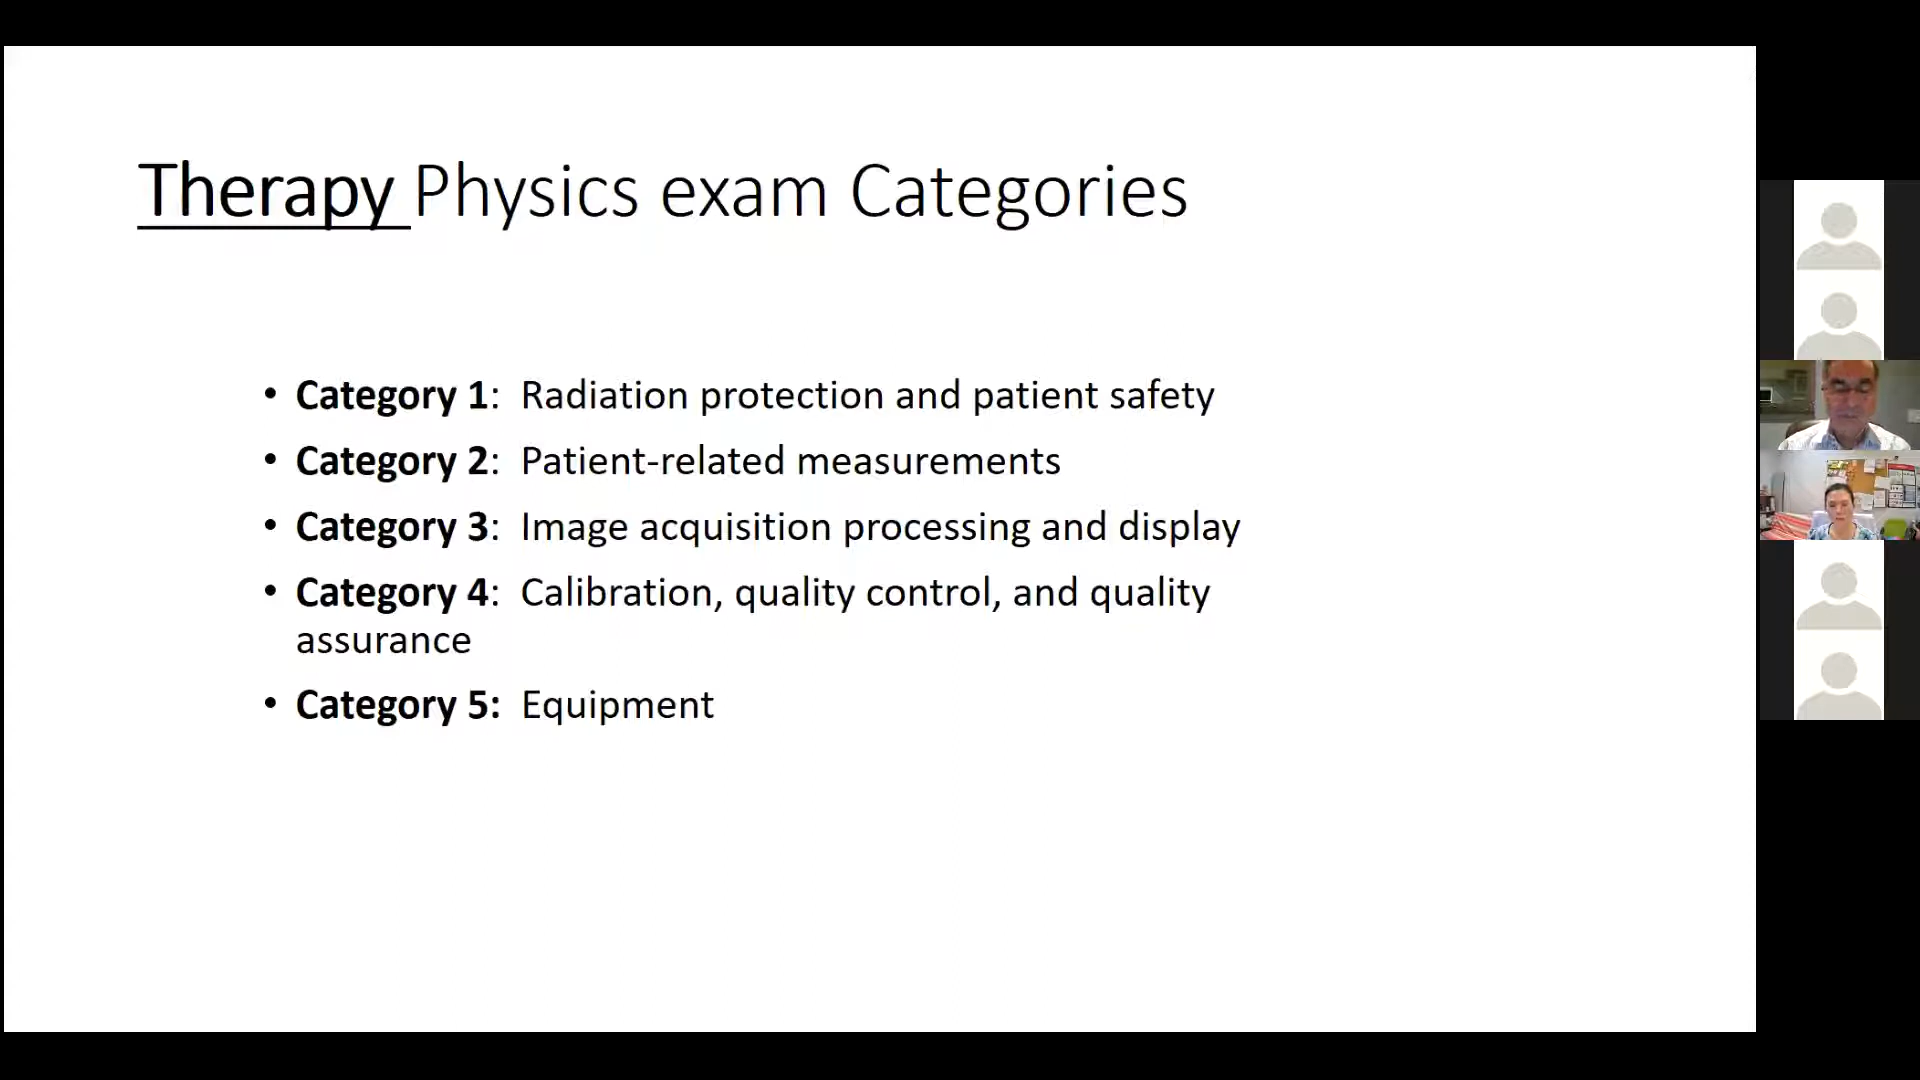 Therapy Physics exam Categories
• Category 1:  Radiation protection and patient safety
• Category 2:  Patient-related measurements
• Category 3:  Image acquisition processing and display
• Category 4:  Calibration, quality control, and quality
assurance
• Category 5:  Equipment